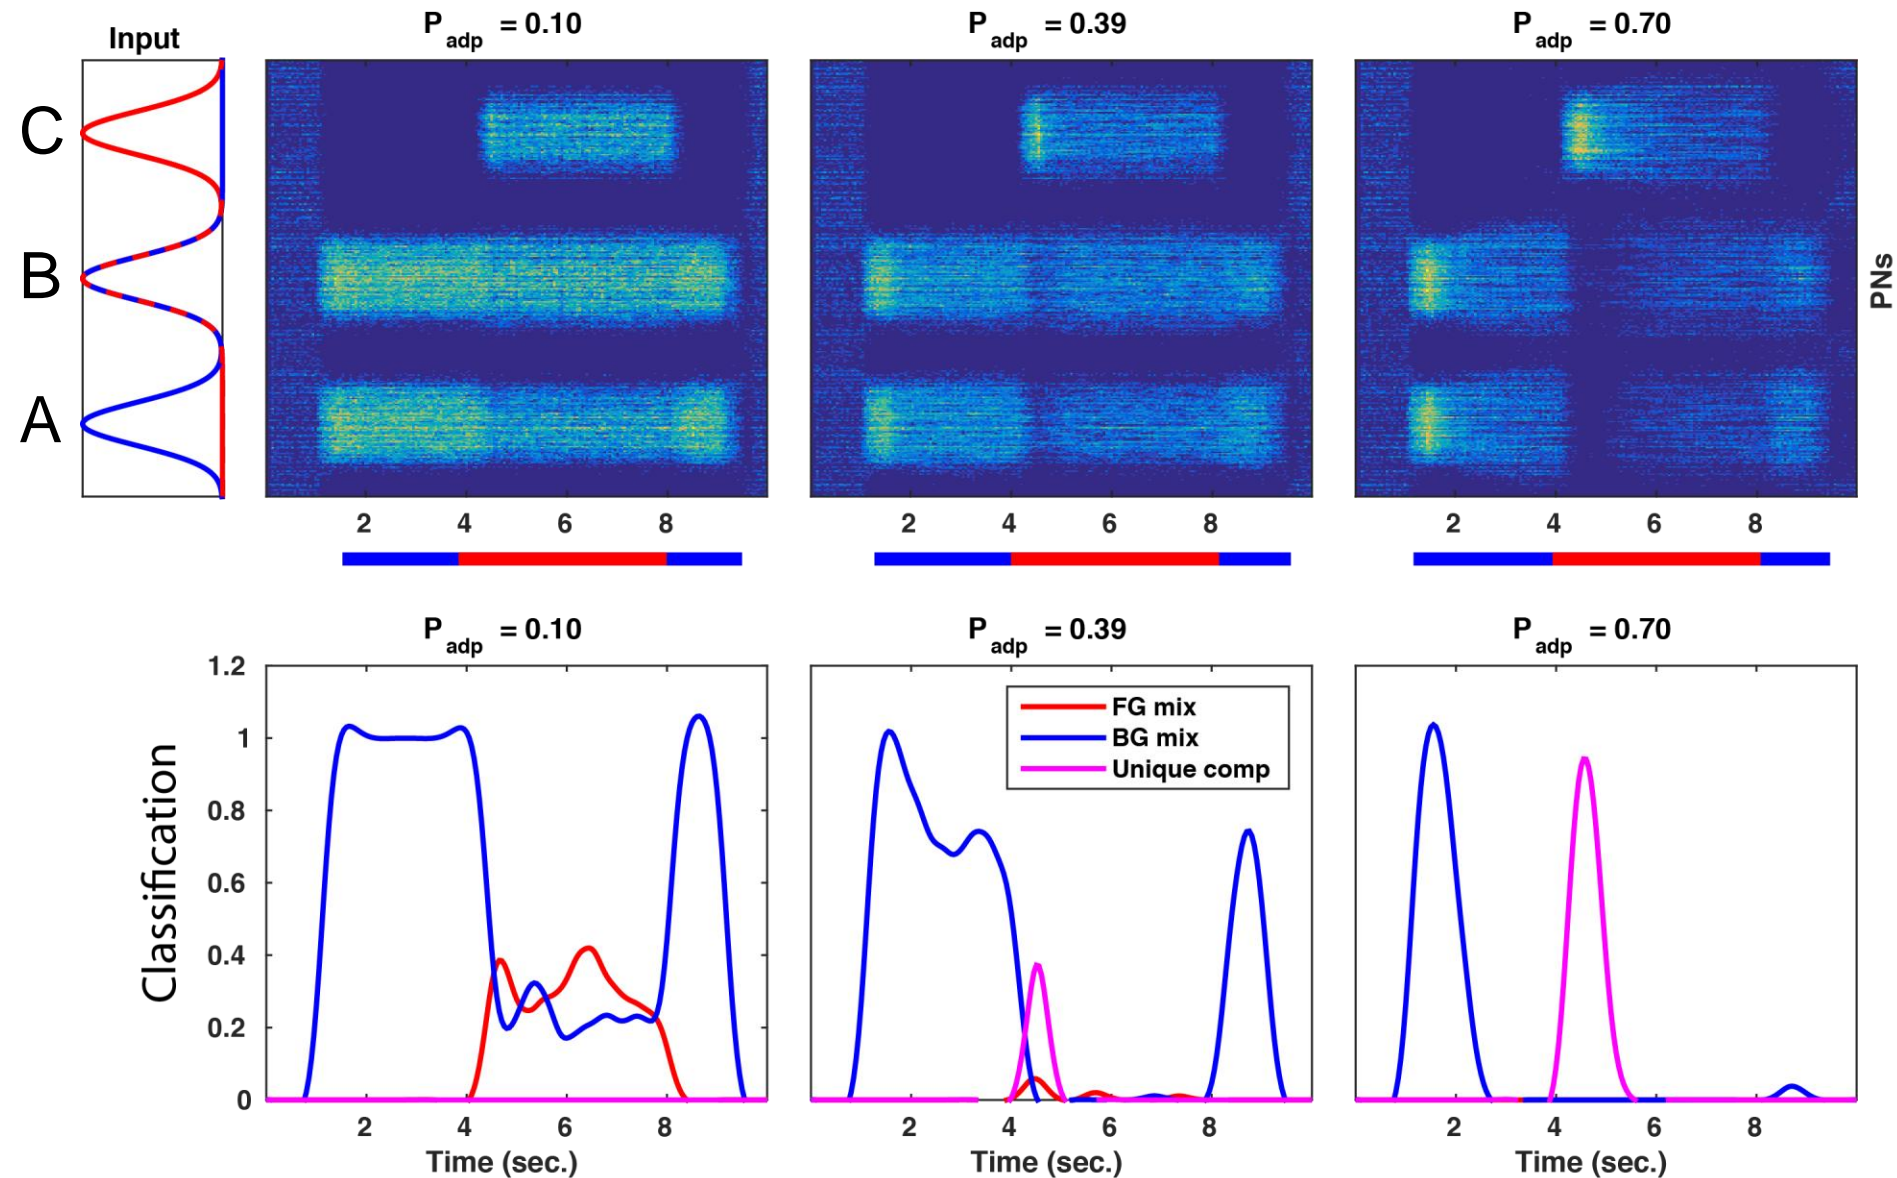 Input
P adp = 0.10
P adp = 0.39
P adp = 0.70
C
B
A
PNs
2 4 6 8
2 4 6 8
2 4 6 8
P adp = 0.10
P adp = 0.39
P adp = 0.70
Classification
1.2
1
0.8
0.6
0.4
0.2
0
FG mix
BG mix
Unique comp
2 4 6 8
2 4 6 8
2 4 6 8
Time (sec.)
Time (sec.)
Time (sec.)